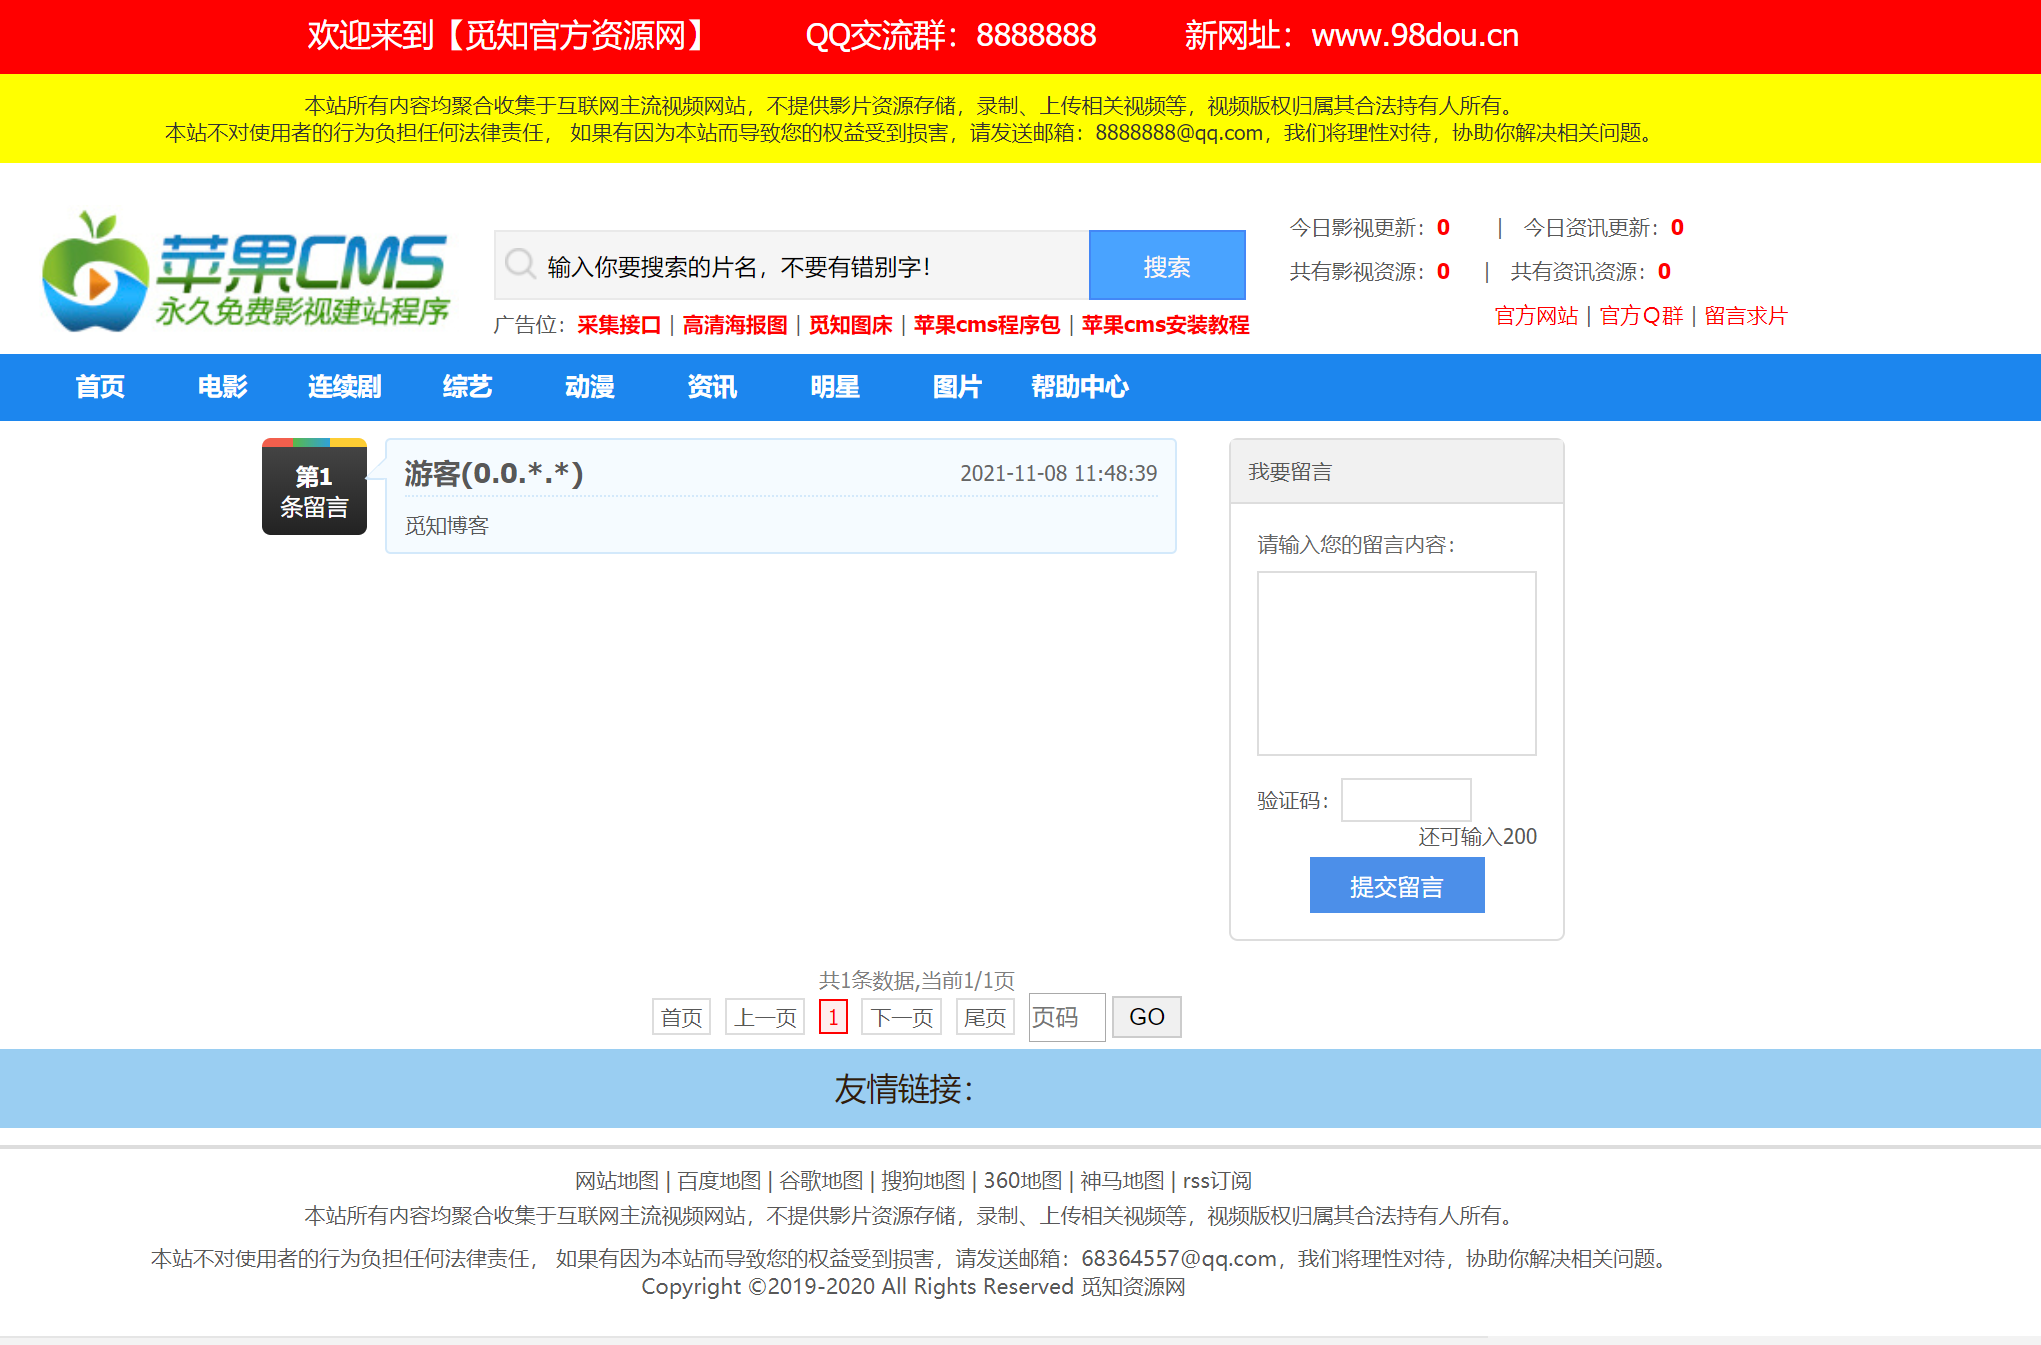 欢迎来到【觅知官方资源网】 QQ交流群：8888888 新网址：www.98dou.cn
本站所有内容均聚合收集于互联网主流视频网站，不提供影片资源存储，录制、上传相关视频等，视频版权归属其合法持有人所有。
本站不对使用者的行为负担任何法律责任， 如果有因为本站而导致您的权益受到损害，请发送邮箱：8888888@qq.com，我们将理性对待，协助你解决相关问题。
苹果CMS
永久免费影视建站程序
输入你要搜索的片名，不要有错别字！ 搜索
广告位：采集接口 | 高清海报图 | 觅知图床 | 苹果cms程序包 | 苹果cms安装教程
今日影视更新：0 | 今日资讯更新：0
共有影视资源：0 | 共有资讯资源：0
官方网站 | 官方Q群 | 留言求片
首页 电影 连续剧 综艺 动漫 资讯 明星 图片 帮助中心
第1
条留言
游客(0.0.*.*) 2021-11-08 11:48:39
觅知博客
我要留言
请输入您的留言内容：
验证码：
还可输入200
提交留言
共1条数据,当前1/1页
首页 上一页 1 下一页 尾页 页码 GO
友情链接：
网站地图 | 百度地图 | 谷歌地图 | 搜狗地图 | 360地图 | 神马地图 | rss订阅
本站所有内容均聚合收集于互联网主流视频网站，不提供影片资源存储，录制、上传相关视频等，视频版权归属其合法持有人所有。
本站不对使用者的行为负担任何法律责任， 如果有因为本站而导致您的权益受到损害，请发送邮箱：68364557@qq.com，我们将理性对待，协助你解决相关问题。
Copyright ©2019-2020 All Rights Reserved 觅知资源网